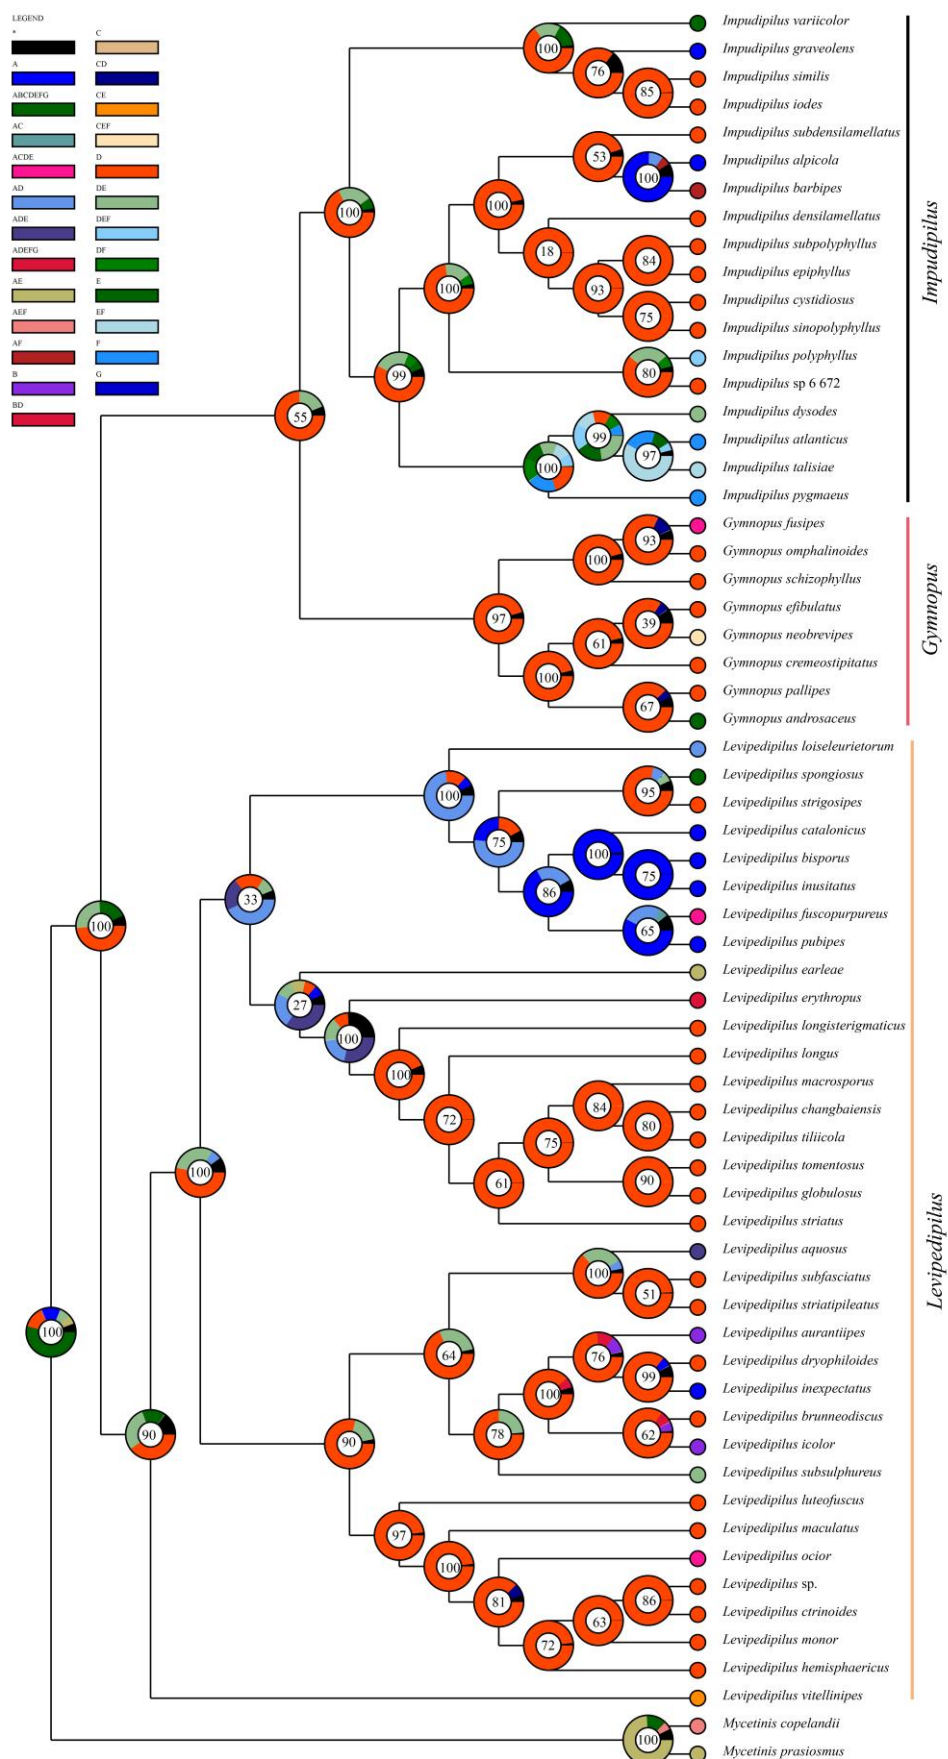 LEGEND
* C
A CD
ABCDEFG CE
AC CEF
ACDE D
AD DE
ADE DEF
ADEFG DF
AE E
AEF EF
AF F
B G
BD
100 Impudipilus variicolor
Impudipilus graveolens
76
Impudipilus similis
85
Impudipilus iodes
Impudipilus subdensilamellatus
53
Impudipilus alpicola
100
Impudipilus barbipes
100
100
Impudipilus densilamellatus
18
Impudipilus subpolyphyllus
84
Impudipilus epiphyllus
100
93
Impudipilus cystidiosus
75
Impudipilus sinopolyphyllus
Impudipilus polyphyllus
99
80
Impudipilus sp 6 672
55
Impudipilus dysodes
99
Impudipilus atlanticus
97
Impudipilus talisiae
100
Impudipilus pygmaeus
Impudipilus
Gymnopus fusipes
93
Gymnopus omphalinoides
100
Gymnopus schizophyllus
97
Gymnopus efibulatus
39
Gymnopus neobrevipes
61
Gymnopus cremeostipitatus
100
Gymnopus pallipes
67
Gymnopus androsaceus
Gymnopus
Levipedipilus loiseleurietorum
100
Levipedipilus spongiosus
95
Levipedipilus strigosipes
75
Levipedipilus catalonicus
100
Levipedipilus bisporus
75
Levipedipilus inusitatus
86
33
Levipedipilus fuscopurpureus
65
Levipedipilus pubipes
100
Levipedipilus earleae
27
Levipedipilus erythropus
100
Levipedipilus longisterigmaticus
100
Levipedipilus longus
Levipedipilus macrosporus
84
Levipedipilus changbaiensis
72
80
Levipedipilus tiliicola
75
Levipedipilus tomentosus
100
90
61
Levipedipilus globulosus
Levipedipilus striatus
Levipedipilus aquosus
100
Levipedipilus subfasciatus
51
Levipedipilus striatipileatus
100
Levipedipilus aurantiipes
64
76
Levipedipilus dryophiloides
99
Levipedipilus inexpectatus
100
Levipedipilus brunneodiscus
62
90
90
78
Levipedipilus icolor
Levipedipilus subsulphureus
Levipedipilus luteofuscus
97
Levipedipilus maculatus
100
Levipedipilus ocior
81
Levipedipilus sp.
86
Levipedipilus ctrinoides
63
Levipedipilus monor
72
Levipedipilus hemisphaericus
Levipedipilus vitellinipes
Levipedipilus
Mycetinis copelandii
100
Mycetinis prasiosmus